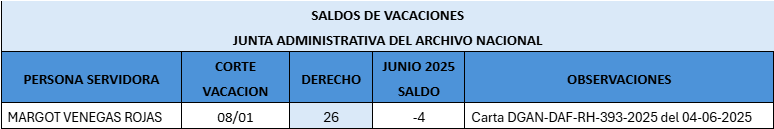 SALDOS DE VACACIONES
JUNTA ADMINISTRATIVA DEL ARCHIVO NACIONAL
PERSONA SERVIDORA
CORTE
VACACION
DERECHO
JUNIO 2025
SALDO
OBSERVACIONES
MARGOT VENEGAS ROJAS
08/01
26
-4
Carta DGAN-DAF-RH-393-2025 del 04-06-2025